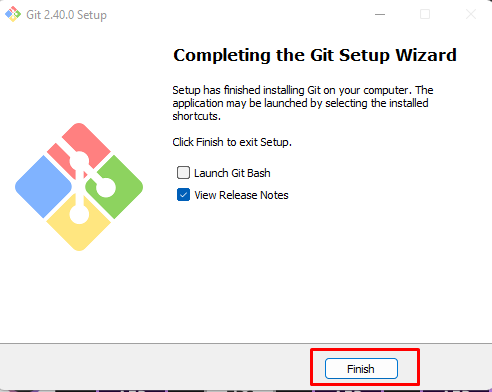 Git 2.40.0 Setup
Completing the Git Setup Wizard
Setup has finished installing Git on your computer. The
application may be launched by selecting the installed
shortcuts.
Click Finish to exit Setup.
Launch Git Bash
View Release Notes
Finish